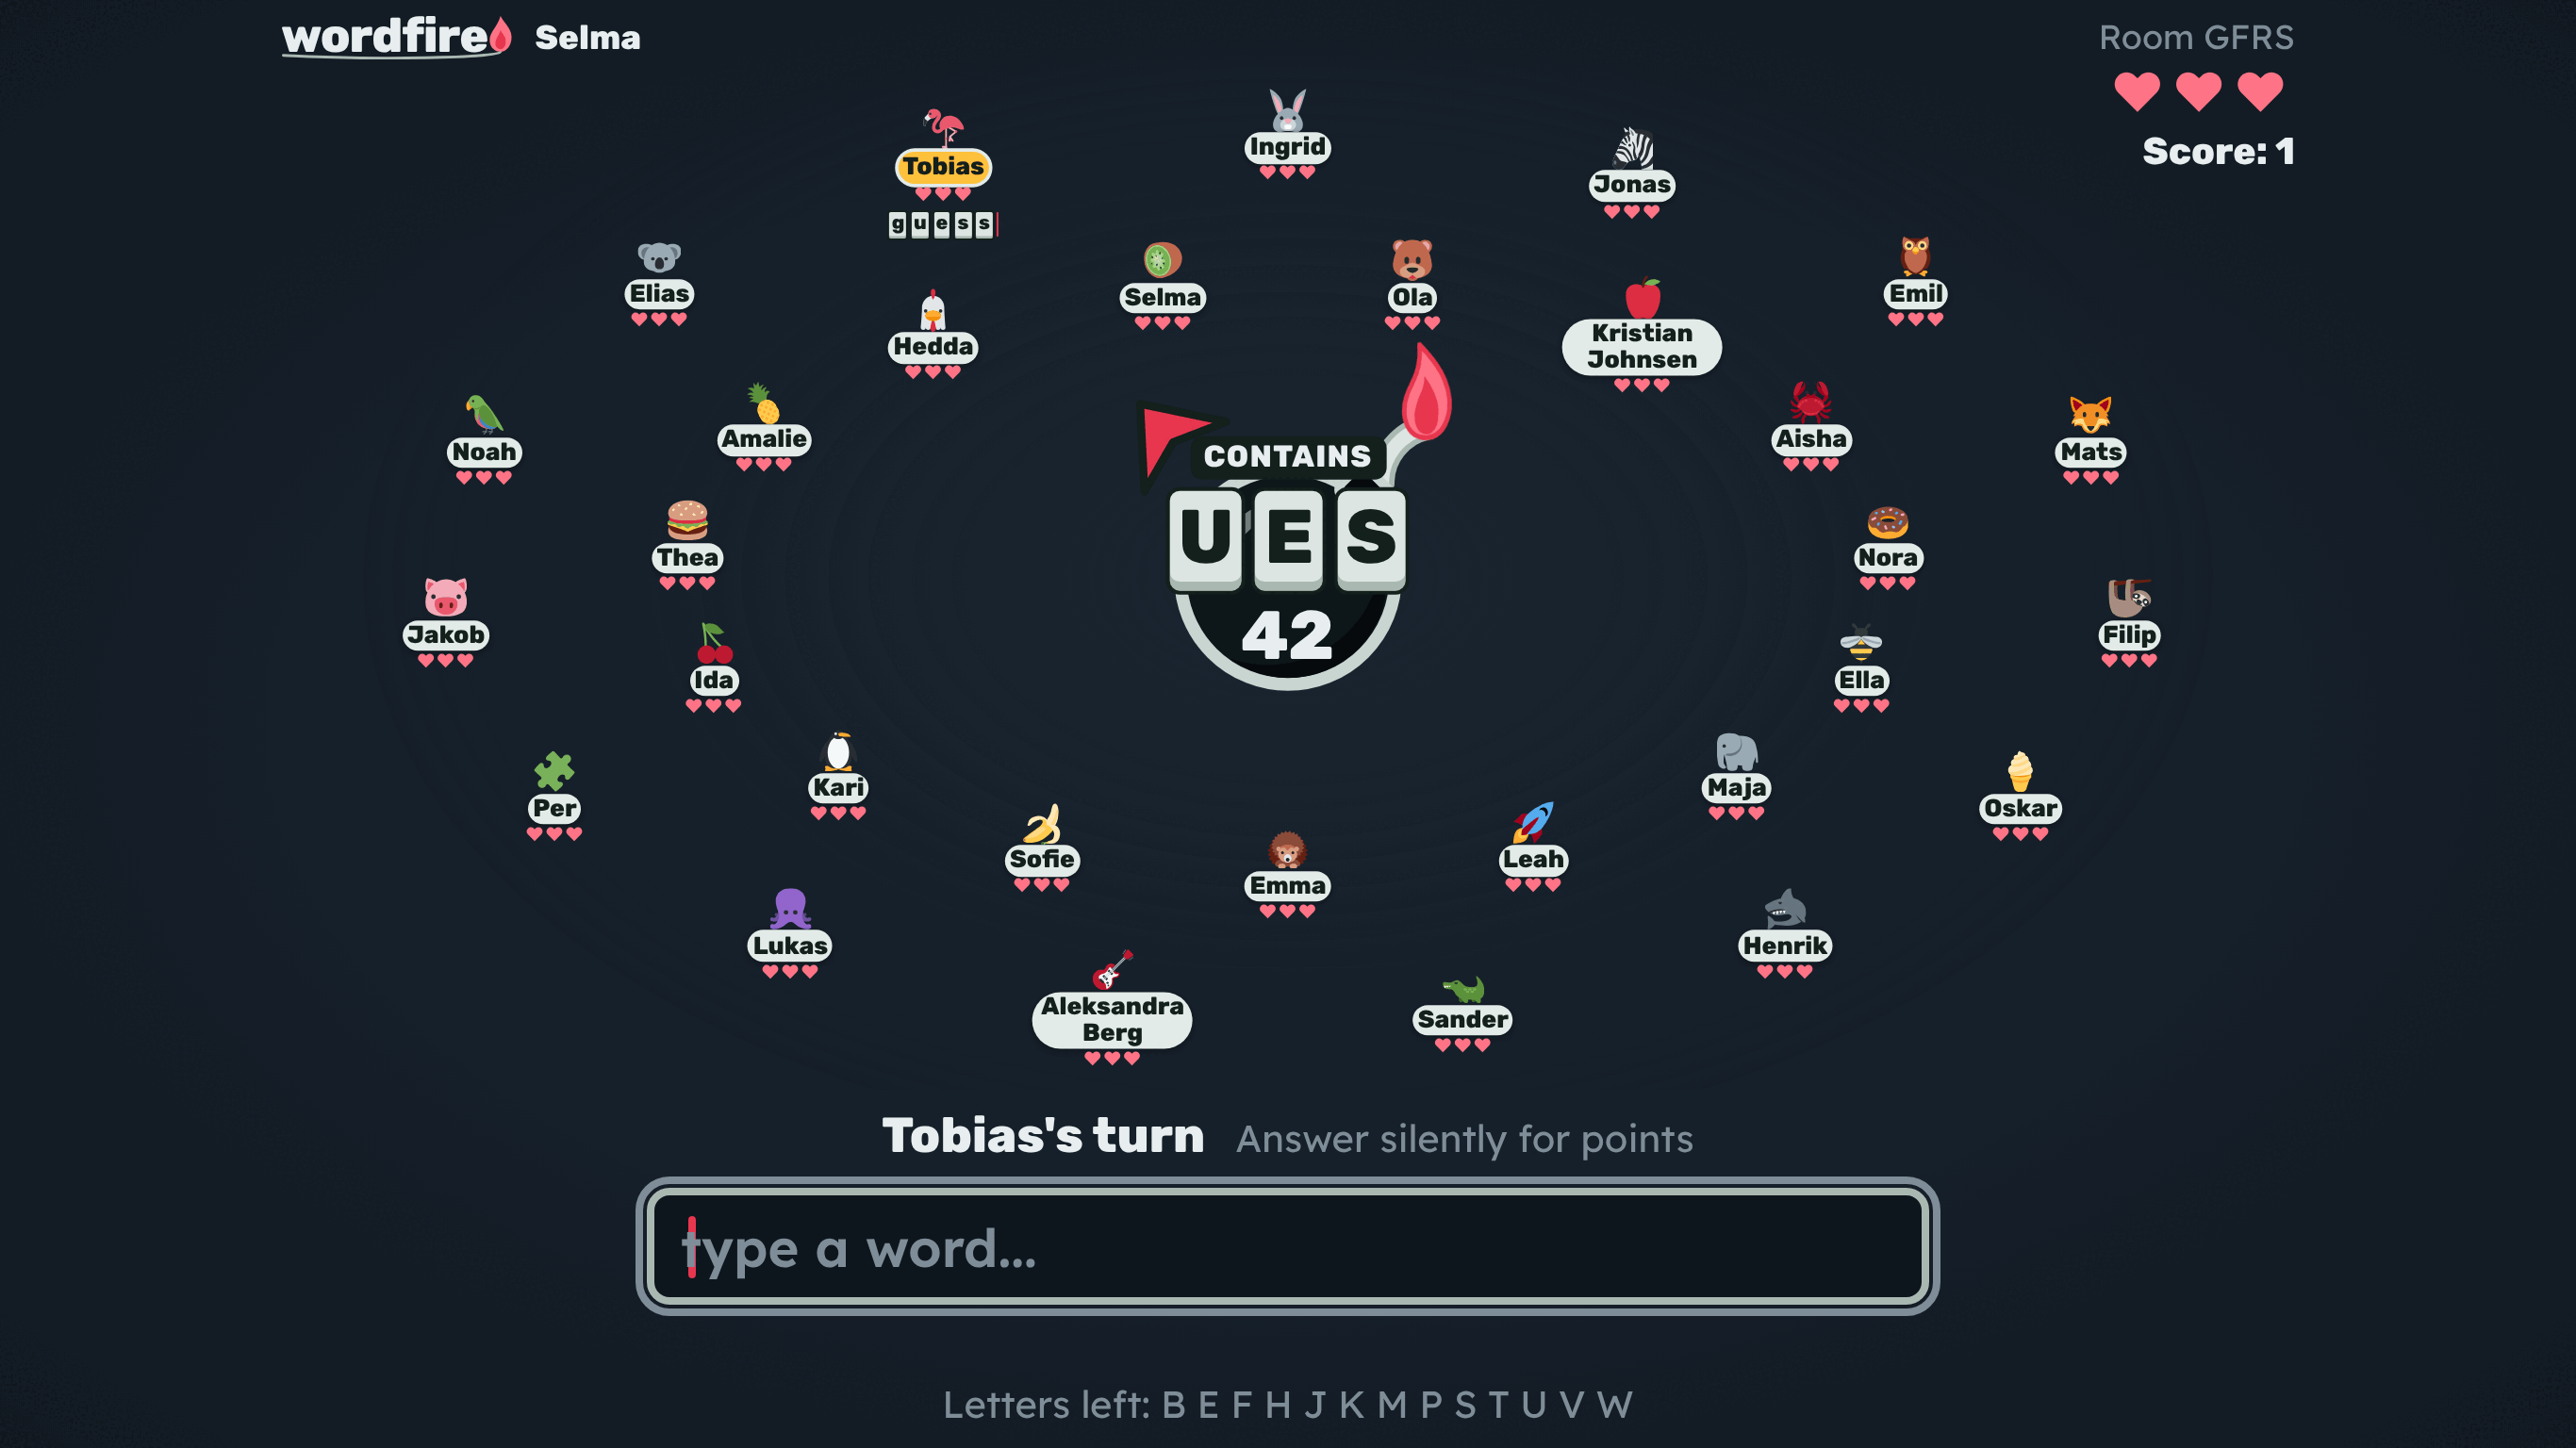 wordfire Selma
Room GFRS
Score: 1
Ingrid
Tobias
guess
Jonas
Elias
Selma
Ola
Emil
Hedda
Kristian
Johnsen
Noah
Amalie
Aisha
Mats
CONTAINS
UES
42
Thea
Nora
Jakob
Filip
Ida
Ella
Per
Kari
Maja
Oskar
Sofie
Emma
Leah
Lukas
Henrik
Aleksandra
Berg
Sander
Tobias's turn Answer silently for points
type a word...
Letters left: B E F H J K M P S T U V W